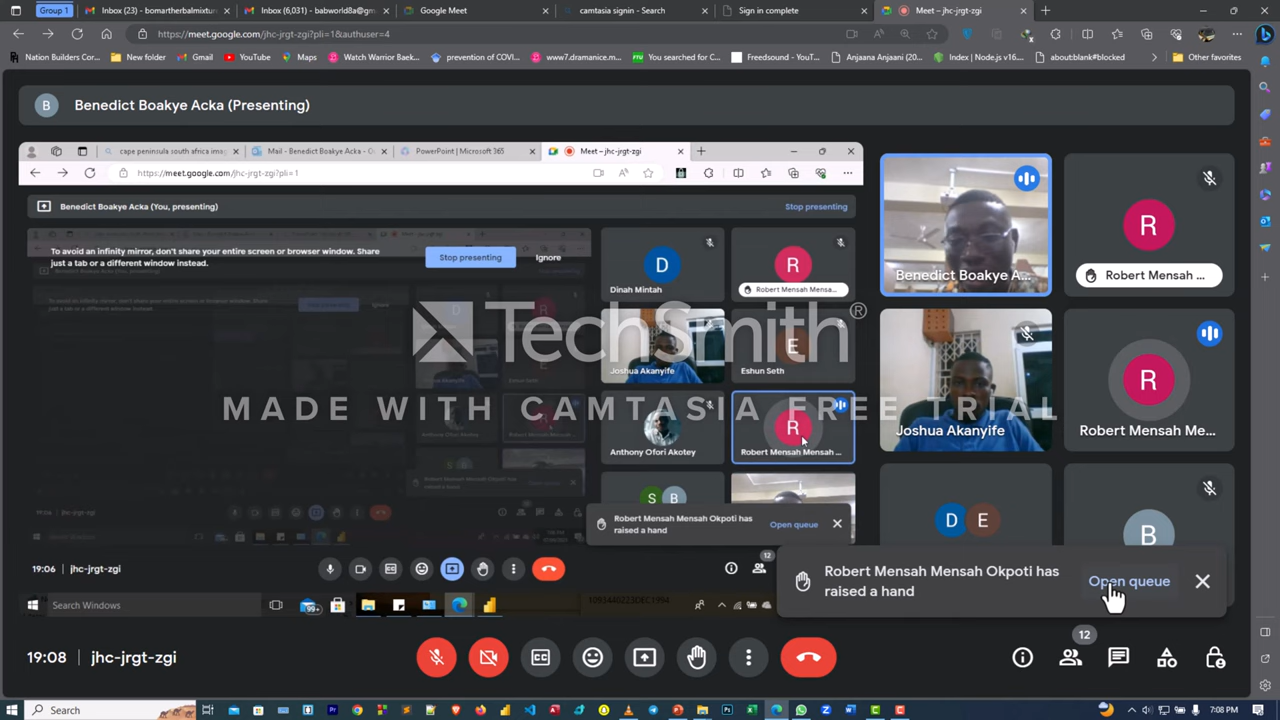 Group 1
Inbox (23) - bomartherbalmixture
Inbox (6,031) - babworld8a@gm
Google Meet
camtasia signin - Search
Sign in complete
Meet – jhc-jrgt-zgi
https://meet.google.com/jhc-jrgt-zgi?pli=1&authuser=4
Nation Builders Corp...
New folder
Gmail
YouTube
Maps
Watch Warrior Baek...
prevention of COVI...
www7.dramanice.m...
You searched for C...
Freedsound - YouT...
Anjaana Anjaani (20...
Index | Node.js v16....
about:blank#blocked
Other favorites
B
Benedict Boakye Acka (Presenting)
cape peninsula south africa ima
Mail - Benedict Boakye Acka - O
PowerPoint | Microsoft 365
Meet – jhc-jrgt-zgi
https://meet.google.com/jhc-jrgt-zgi?pli=1
Benedict Boakye Acka (You, presenting)
Stop presenting
To avoid an infinity mirror, don't share your entire screen or browser window. Share
just a tab or a different window instead.
Stop presenting
Ignore
D
Dinah Mintah
R
Robert Mensah Mensa...
Joshua Akanyife
E
Eshun Seth
Anthony Ofori Akotey
R
Robert Mensah Mensah ...
S
B
Robert Mensah Mensah Okpoti has
raised a hand
Open queue
19:06
jhc-jrgt-zgi
12
Search Windows
99+
Benedict Boakye A...
R
Robert Mensah ...
Joshua Akanyife
R
Robert Mensah Me...
D
E
B
TechSmith®
MADE WITH CAMTASIA FREE TRIAL
Robert Mensah Mensah Okpoti has
raised a hand
Open queue
19:08
jhc-jrgt-zgi
12
Search
7:08 PM